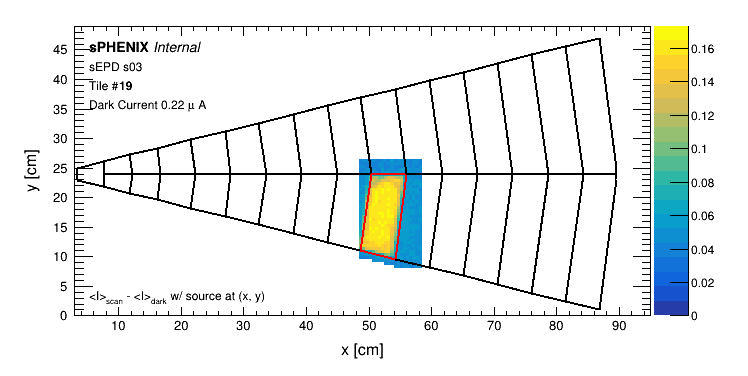 sPHENIX Internal
sEPD s03
Tile #19
Dark Current 0.22 μ A
<I>scan - <I>dark w/ source at (x, y)
y [cm]
45
40
35
30
25
20
15
10
5
0
10 20 30 40 50 60 70 80 90
x [cm]
0.16
0.14
0.12
0.1
0.08
0.06
0.04
0.02
0